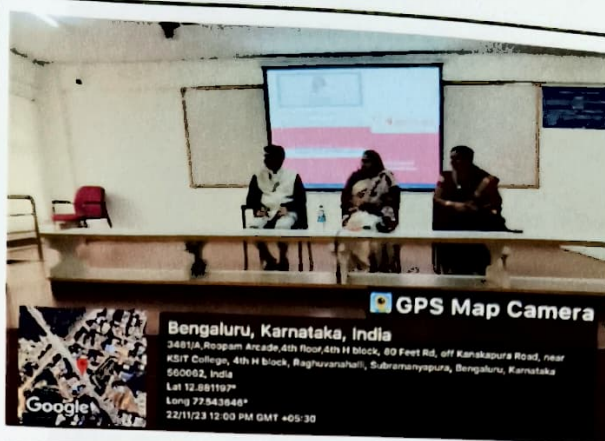 GPS Map Camera
Bengaluru, Karnataka, India
3481/A,Roopam Arcade,4th floor,4th H block, 80 Feet Rd, off Kanakapura Road, near
KSIT College, 4th H block, Raghuvanahalli, Subramanyapura, Bengaluru, Karnataka
560062, India
Lat 12.881197°
Long 77.543646°
22/11/23 12:00 PM GMT +05:30
Google